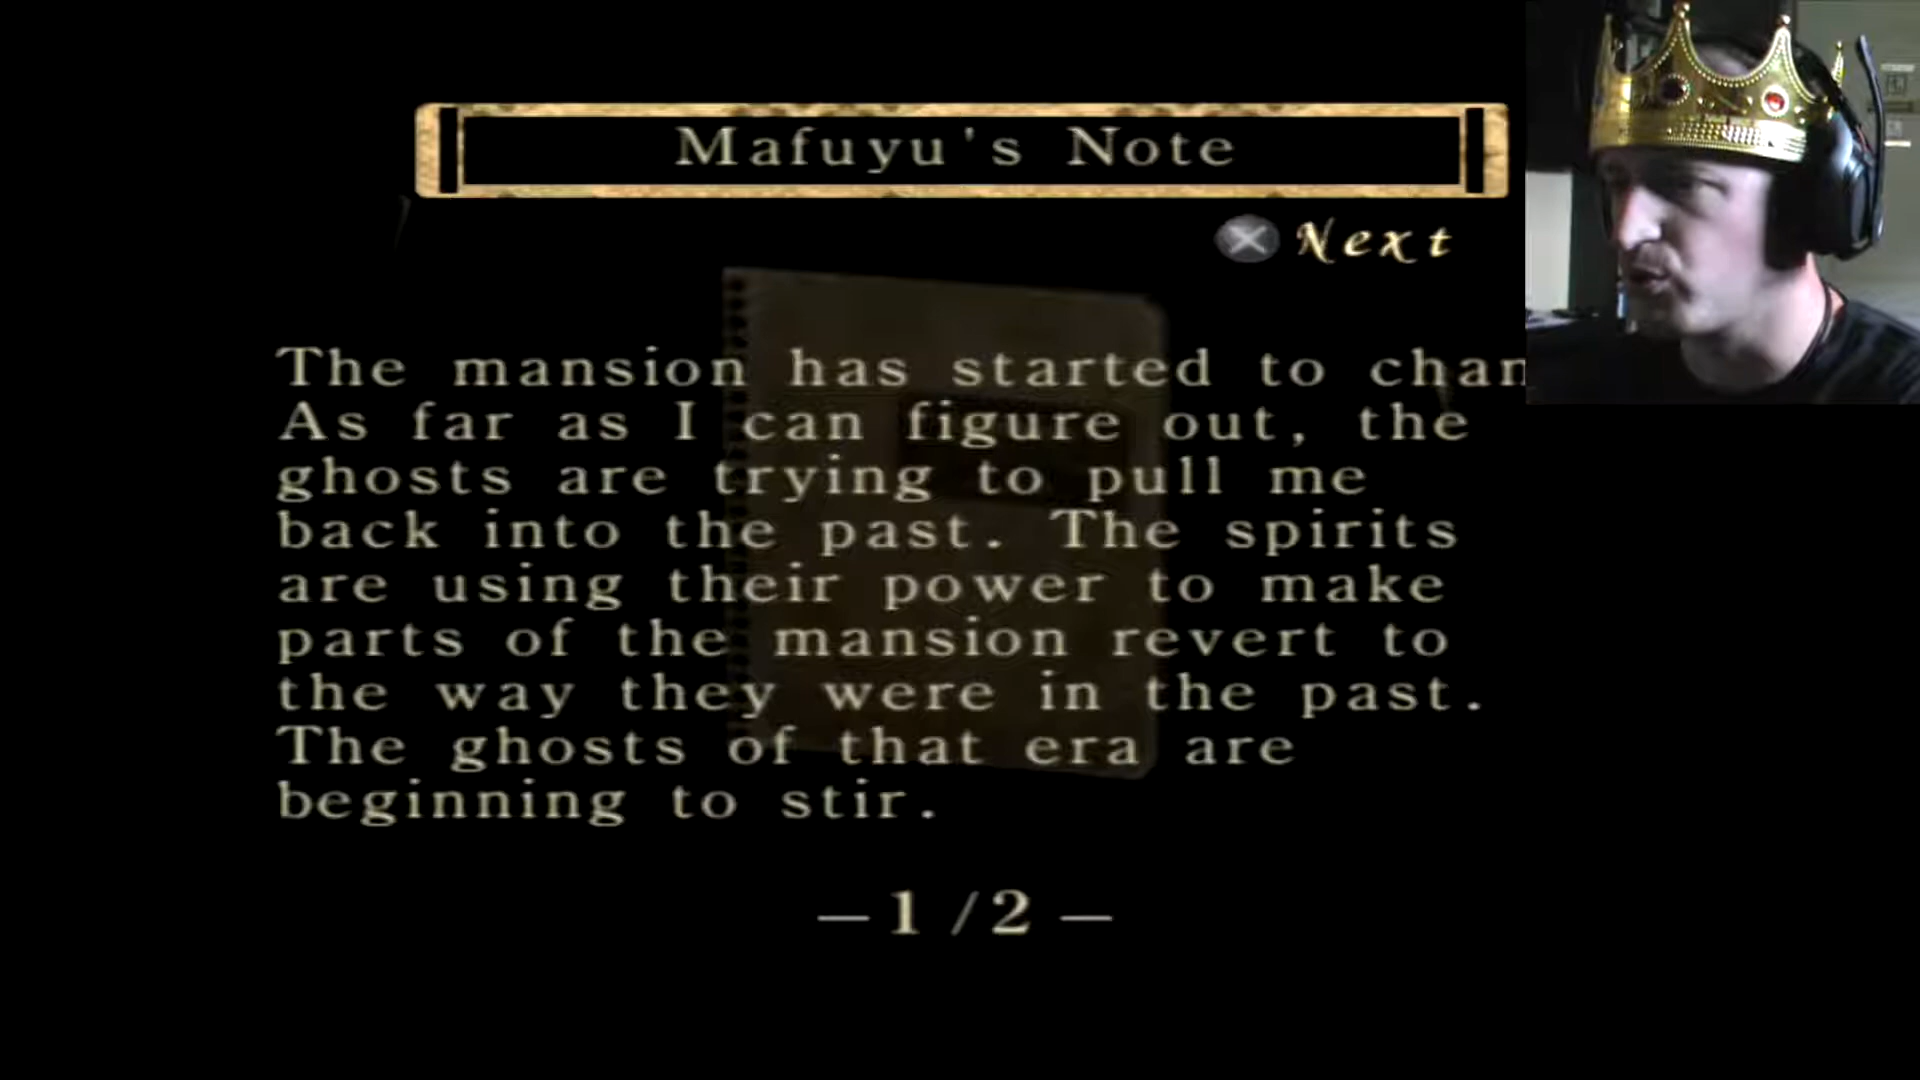 Mafuyu's Note
Next
The mansion has started to chan
As far as I can figure out, the
ghosts are trying to pull me
back into the past. The spirits
are using their power to make
parts of the mansion revert to
the way they were in the past.
The ghosts of that era are
beginning to stir.
—1/2—